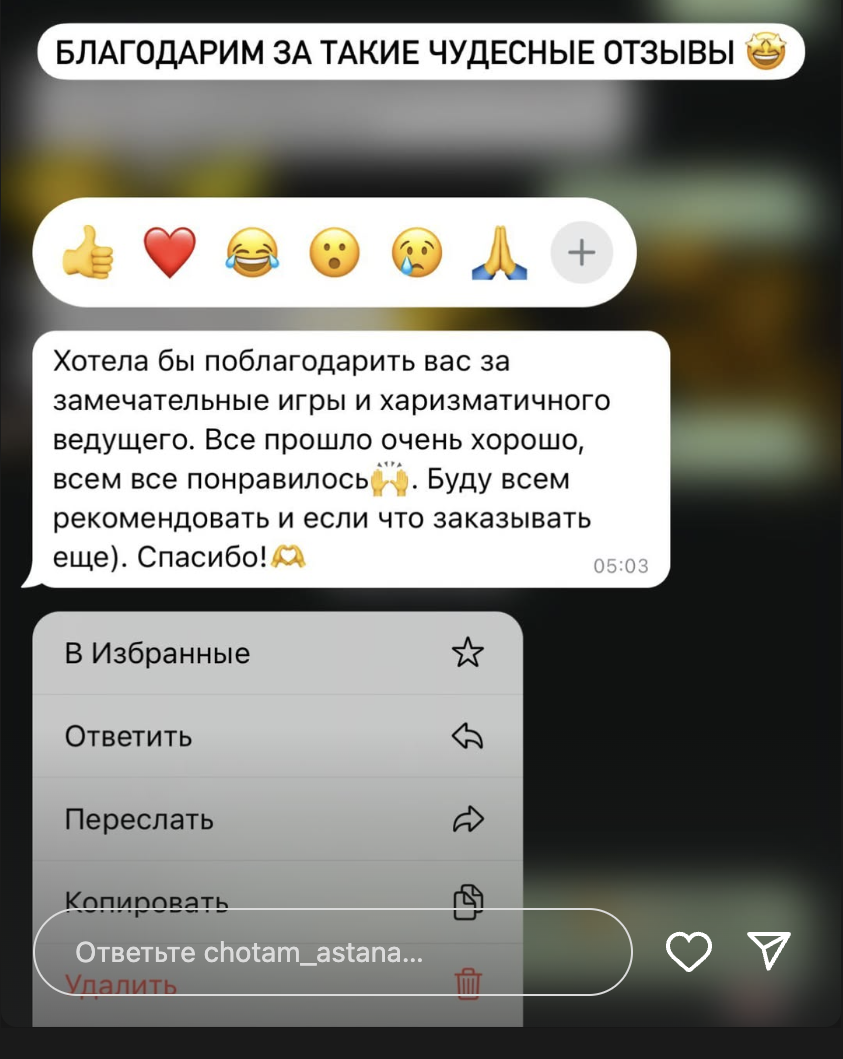 БЛАГОДАРИМ ЗА ТАКИЕ ЧУДЕСНЫЕ ОТЗЫВЫ 🤩
👍 ❤️ 😂 😮 😢 🙏 +
Хотела бы поблагодарить вас за
замечательные игры и харизматичного
ведущего. Все прошло очень хорошо,
всем все понравилось🙌. Буду всем
рекомендовать и если что заказывать
еще). Спасибо!🫶
05:03
В Избранные
Ответить
Переслать
Копировать
Ответьте chotam_astana...
Удалить